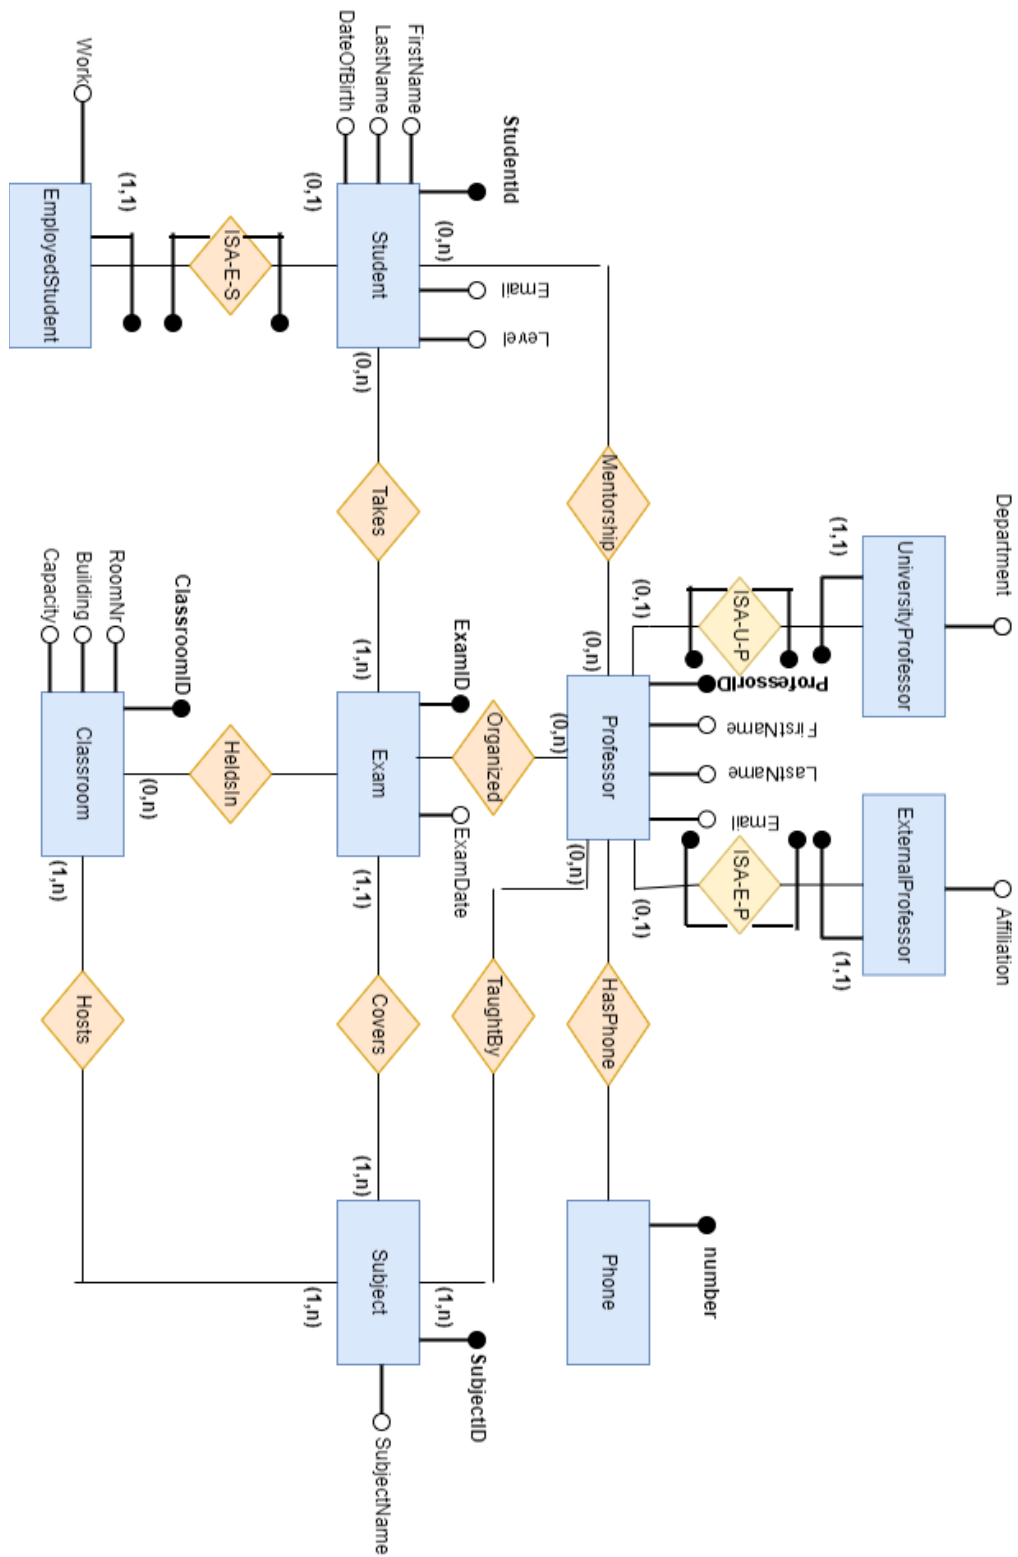 Department
Affiliation
UniversityProfessor
ExternalProfessor
(1,1)
(1,1)
ISA-U-P
ISA-E-P
ProfessorID
FirstName
LastName
Email
(0,1)
(0,1)
number
Mentorship
(0,n)
Professor
HasPhone
Phone
(0,n)
(0,n)
StudentId
Email
Level
(0,n)
Organized
TaughtBy
SubjectID
ExamID
ExamDate
(1,n)
FirstName
LastName
DateOfBirth
Student
(0,n)
Takes
(1,n)
Exam
(1,1)
Covers
(1,n)
Subject
SubjectName
(0,1)
(1,n)
ISA-E-S
HeldsIn
ClassroomID
(0,n)
(1,1)
Work
EmployedStudent
RoomNr
Building
Capacity
Classroom
(1,n)
Hosts